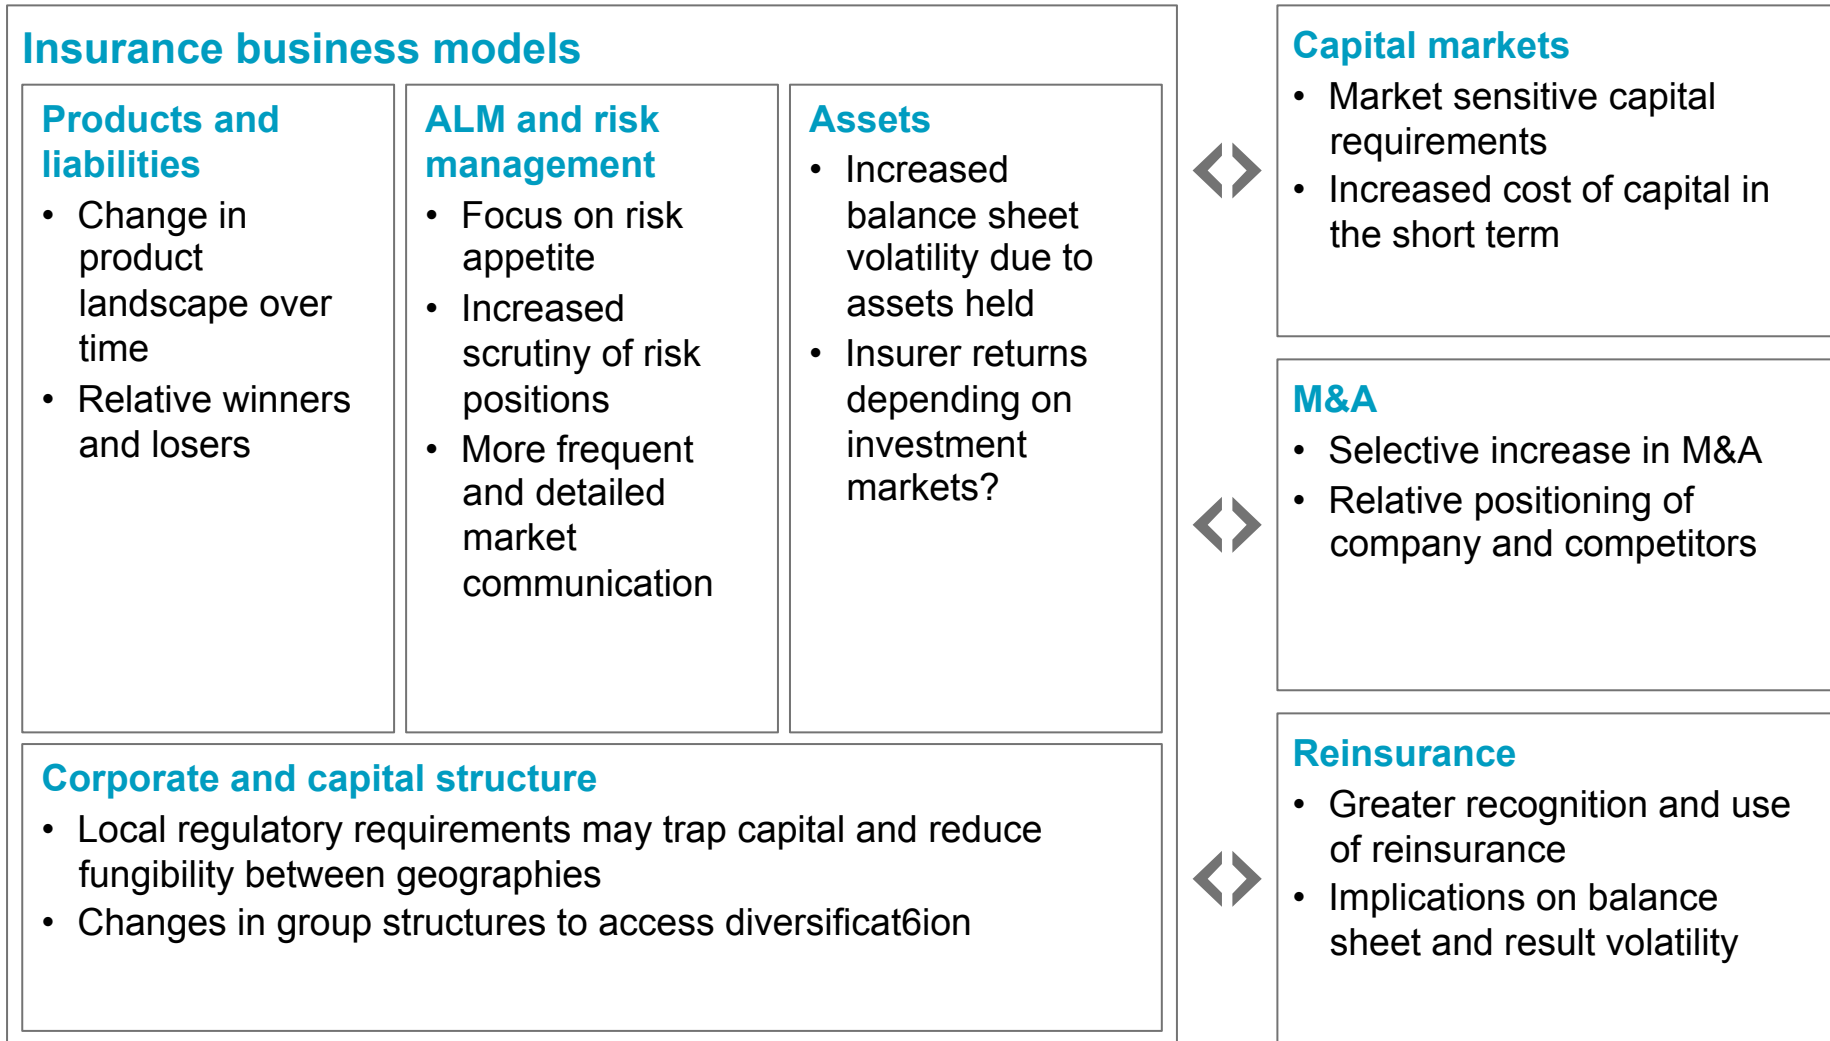 Insurance business models
Products and
liabilities
• Change in
product
landscape over
time
• Relative winners
and losers
ALM and risk
management
• Focus on risk
appetite
• Increased
scrutiny of risk
positions
• More frequent
and detailed
market
communication
Assets
• Increased
balance sheet
volatility due to
assets held
• Insurer returns
depending on
investment
markets?
Corporate and capital structure
• Local regulatory requirements may trap capital and reduce
fungibility between geographies
• Changes in group structures to access diversificat6ion
Capital markets
• Market sensitive capital
requirements
• Increased cost of capital in
the short term
M&A
• Selective increase in M&A
• Relative positioning of
company and competitors
Reinsurance
• Greater recognition and use
of reinsurance
• Implications on balance
sheet and result volatility